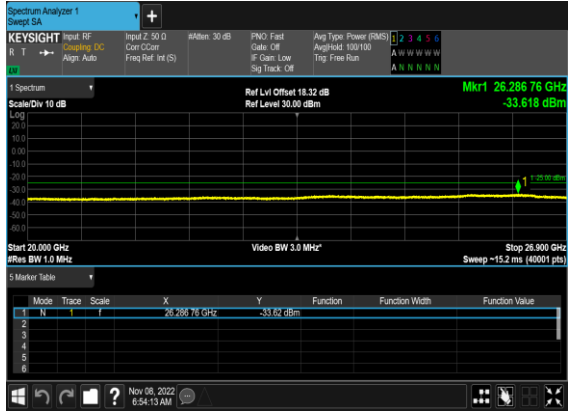 Spectrum Analyzer 1
Swept SA
KEYSIGHT
R T
Input: RF
Coupling: DC
Align: Auto
Input Z: 50 Ω
Corr CCorr
Freq Ref: Int (S)
#Atten: 30 dB
PNO: Fast
Gate: Off
IF Gain: Low
Sig Track: Off
Avg Type: Power (RMS)
Avg|Hold: 100/100
Trig: Free Run
1 2 3 4 5 6
A W W W W W
A N N N N N
1 Spectrum
Scale/Div 10 dB
Ref Lvl Offset 18.32 dB
Ref Level 30.00 dBm
Mkr1 26.286 76 GHz
-33.618 dBm
Log
20.0
10.0
0.00
-10.0
-20.0
-30.0
-40.0
-50.0
-60.0
1
1 -25.00 dBm
Start 20.000 GHz
#Res BW 1.0 MHz
Video BW 3.0 MHz*
Stop 26.900 GHz
Sweep ~15.2 ms (40001 pts)
5 Marker Table
Mode Trace Scale X Y Function Function Width Function Value
1 N 1 f 26.286 76 GHz -33.62 dBm
2
3
4
5
6
Nov 08, 2022
6:54:13 AM